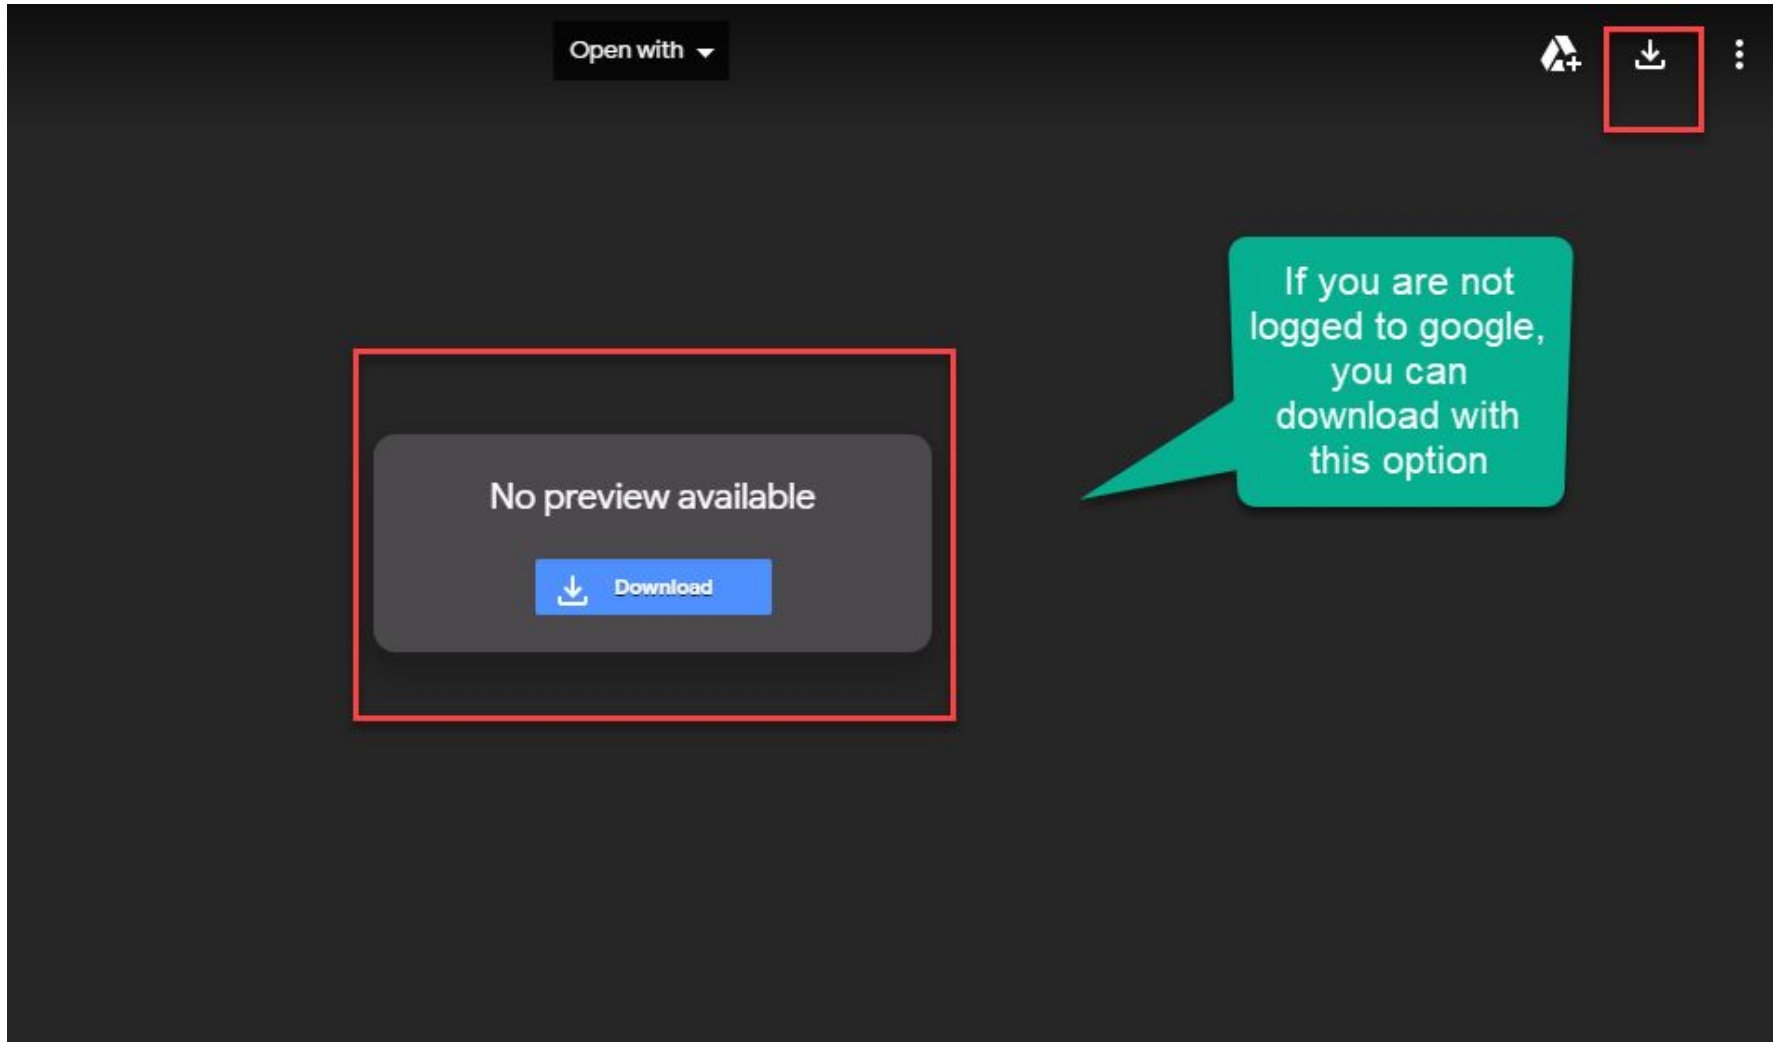 Open with
If you are not
logged to google,
you can
download with
this option
No preview available
Download